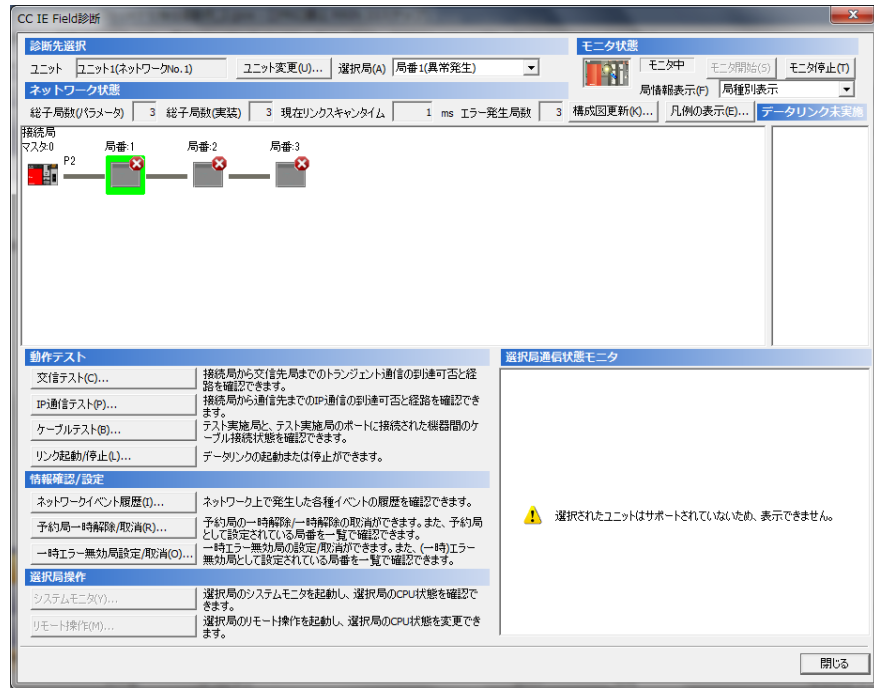 CC IE Field診断
診断先選択
モニタ状態
ユニット ユニット1(ネットワークNo.1) ユニット変更(U)... 選択局(A) 局番1(異常発生)
モニタ中 モニタ開始(S) モニタ停止(T)
局情報表示(F) 局種別表示
ネットワーク状態
総子局数(パラメータ) 3 総子局数(実装) 3 現在リンクスキャンタイム 1 ms エラー発生局数 3 構成図更新(K)... 凡例の表示(E)... データリンク未実施
接続局
マスタ:0 局番:1 局番:2 局番:3
P2
動作テスト
交信テスト(C)... 接続局から交信先局までのトランジェント通信の到達可否と経
路を確認できます。
IP通信テスト(P)... 接続局から通信先までのIP通信の到達可否と経路を確認でき
ます。
ケーブルテスト(B)... テスト実施局と、テスト実施局のポートに接続された機器間のケ
ーブル接続状態を確認できます。
リンク起動/停止(L)... データリンクの起動または停止ができます。
情報確認/設定
ネットワークイベント履歴(I)... ネットワーク上で発生した各種イベントの履歴を確認できます。
予約局一時解除/取消(R)... 予約局の一時解除/一時解除の取消ができます。また、予約局
として設定されている局番を一覧で確認できます。
一時エラー無効局設定/取消(O)... 一時エラー無効局の設定/取消ができます。また、(一時)エラー
無効局として設定されている局番を一覧で確認できます。
選択局操作
システムモニタ(Y)... 選択局のシステムモニタを起動し、選択局のCPU状態を確認で
きます。
リモート操作(M)... 選択局のリモート操作を起動し、選択局のCPU状態を変更でき
ます。
選択局通信状態モニタ
選択されたユニットはサポートされていないため、表示できません。
閉じる